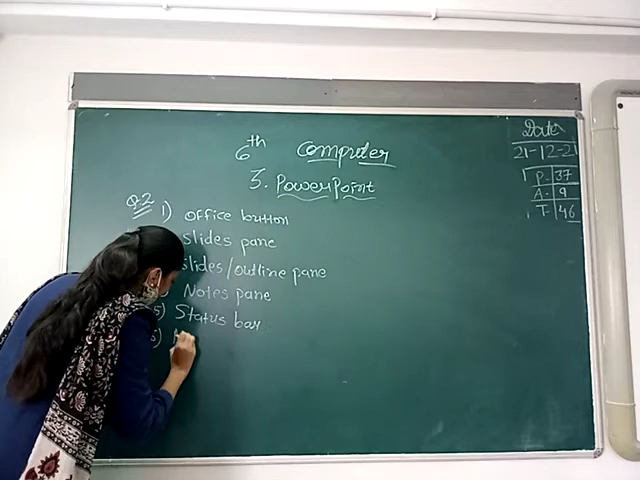 6th Computer
3. PowerPoint
Q.2
1) office button
slides pane
slides/outline pane
Notes pane
5) Status bar
6)
Date
21-12-21
P. 37
A. 9
T. 46